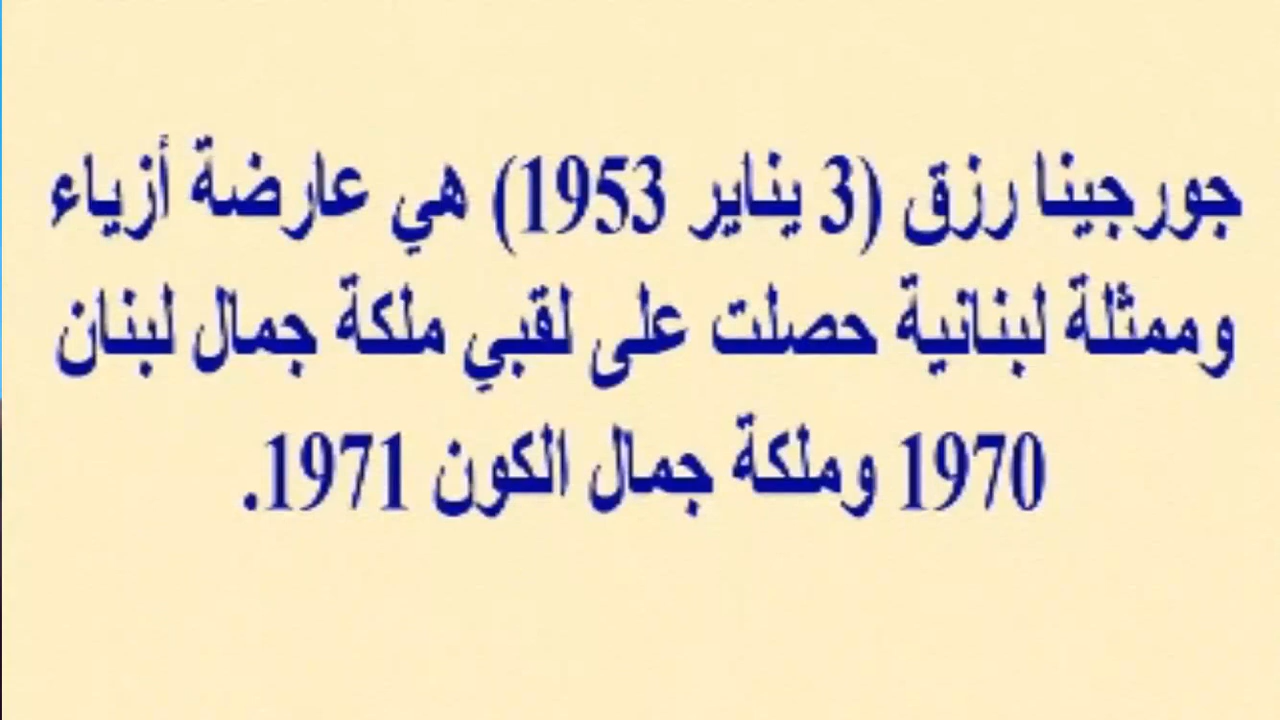 جورجينا رزق (3 يناير 1953) هي عارضة أزياء
وممثلة لبنانية حصلت على لقبي ملكة جمال لبنان
1970 وملكة جمال الكون 1971.